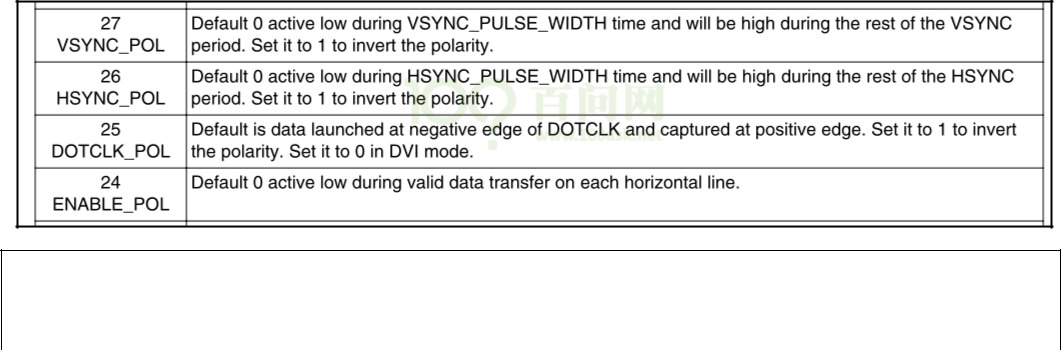 27
VSYNC_POL
Default 0 active low during VSYNC_PULSE_WIDTH time and will be high during the rest of the VSYNC
period. Set it to 1 to invert the polarity.
26
HSYNC_POL
Default 0 active low during HSYNC_PULSE_WIDTH time and will be high during the rest of the HSYNC
period. Set it to 1 to invert the polarity.
百问网
25
DOTCLK_POL
Default is data launched at negative edge of DOTCLK and captured at positive edge. Set it to 1 to invert
the polarity. Set it to 0 in DVI mode.
24
ENABLE_POL
Default 0 active low during valid data transfer on each horizontal line.